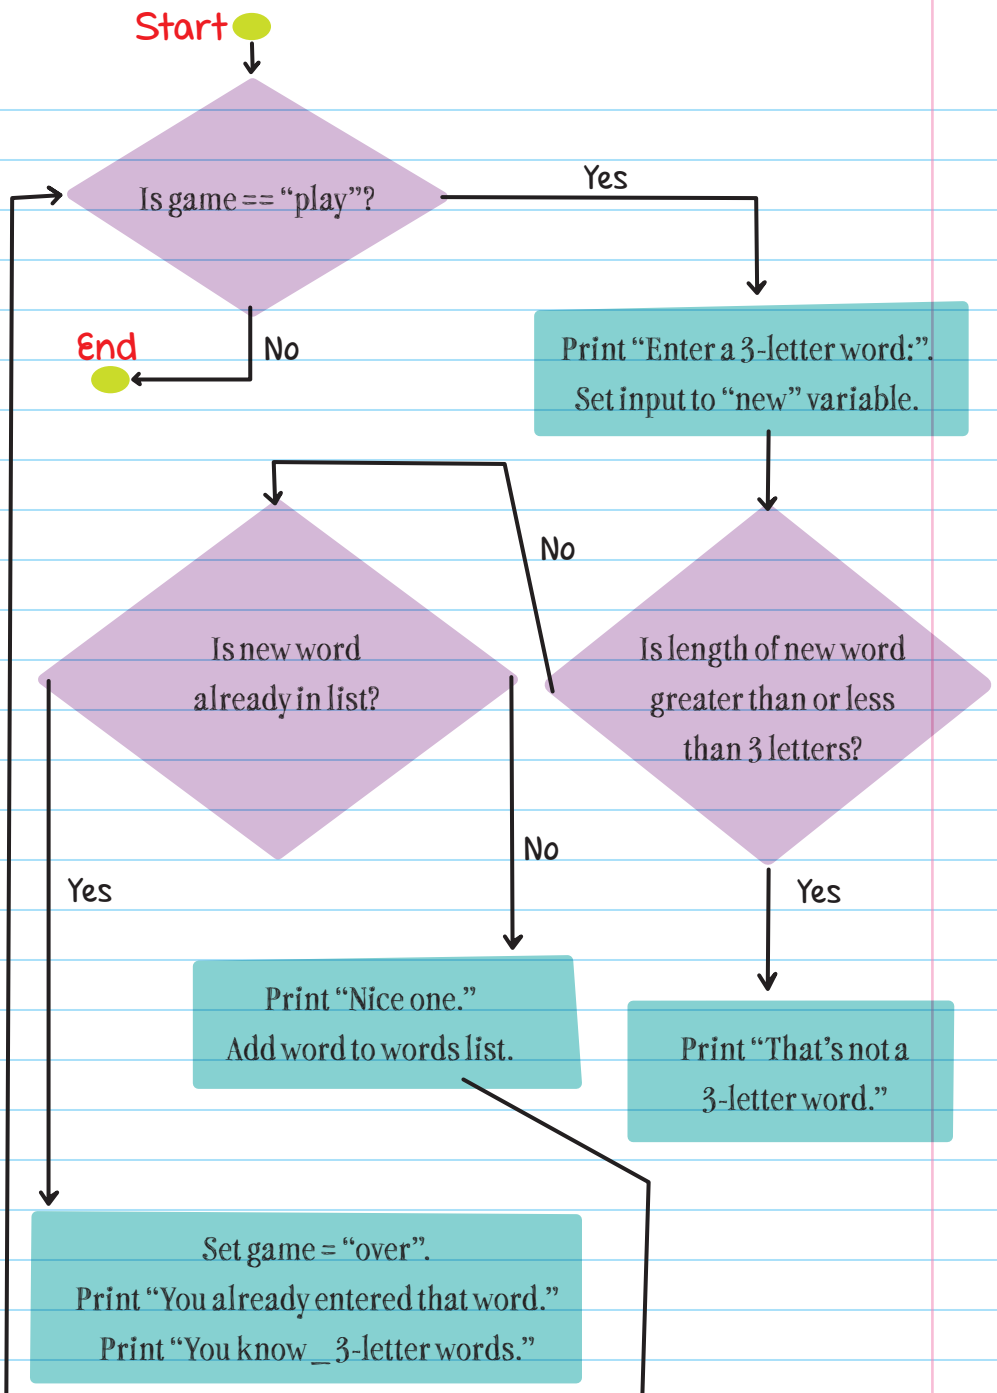 Start
Is game == “play”?
Yes
No
End
Print “Enter a 3-letter word:”.
Set input to “new” variable.
No
Is new word
already in list?
Is length of new word
greater than or less
than 3 letters?
No
Yes
Yes
Print “Nice one.”
Add word to words list.
Print “That’s not a
3-letter word.”
Set game = “over”.
Print “You already entered that word.”
Print “You know _ 3-letter words.”